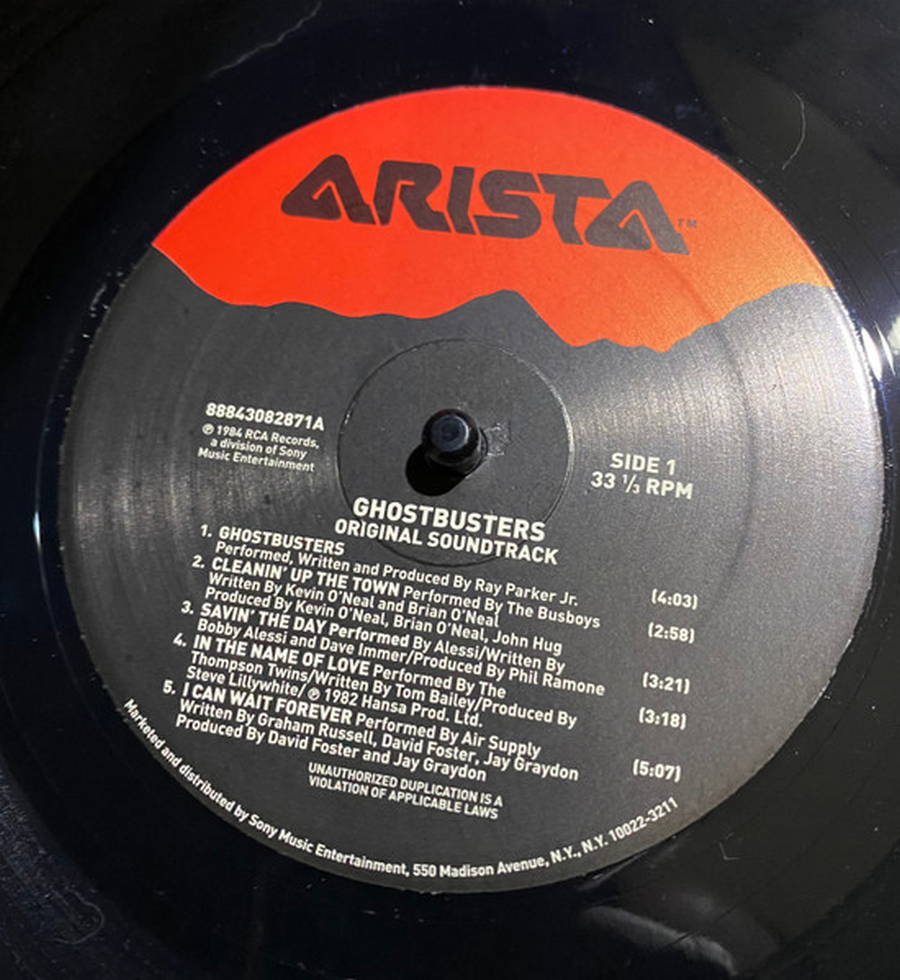 ARISTA™
88843082871A
℗ 1984 RCA Records,
a division of Sony
Music Entertainment
SIDE 1
33 ⅓ RPM
GHOSTBUSTERS
ORIGINAL SOUNDTRACK
1. GHOSTBUSTERS
Performed, Written and Produced By Ray Parker Jr. (4:03)
2. CLEANIN' UP THE TOWN Performed By The Busboys
Written By Kevin O'Neal and Brian O'Neal
Produced By Kevin O'Neal, Brian O'Neal, John Hug (2:58)
3. SAVIN' THE DAY Performed By Alessi/Written By
Bobby Alessi and Dave Immer/Produced By Phil Ramone (3:21)
4. IN THE NAME OF LOVE Performed By The
Thompson Twins/Written By Tom Bailey/Produced By
Steve Lillywhite/℗ 1982 Hansa Prod. Ltd. (3:18)
5. I CAN WAIT FOREVER Performed By Air Supply
Written By Graham Russell, David Foster, Jay Graydon
Produced By David Foster and Jay Graydon (5:07)
UNAUTHORIZED DUPLICATION IS A
VIOLATION OF APPLICABLE LAWS
Marketed and distributed by Sony Music Entertainment, 550 Madison Avenue, N.Y., N.Y. 10022-3211